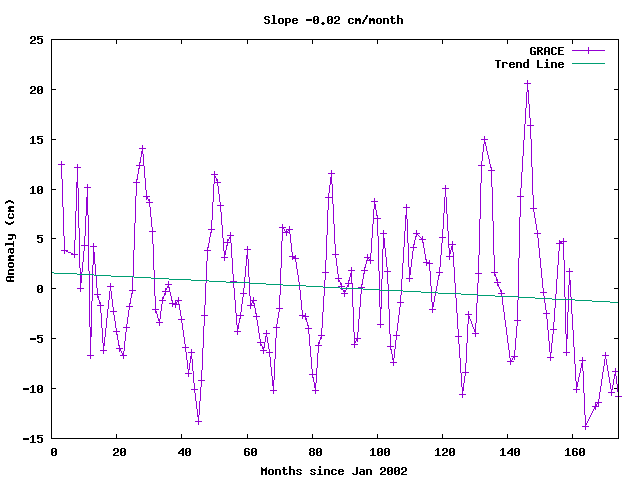 Slope -0.02 cm/month
25
GRACE
Trend Line
20
15
10
5
0
-5
-10
-15
Anomaly (cm)
0 20 40 60 80 100 120 140 160
Months since Jan 2002